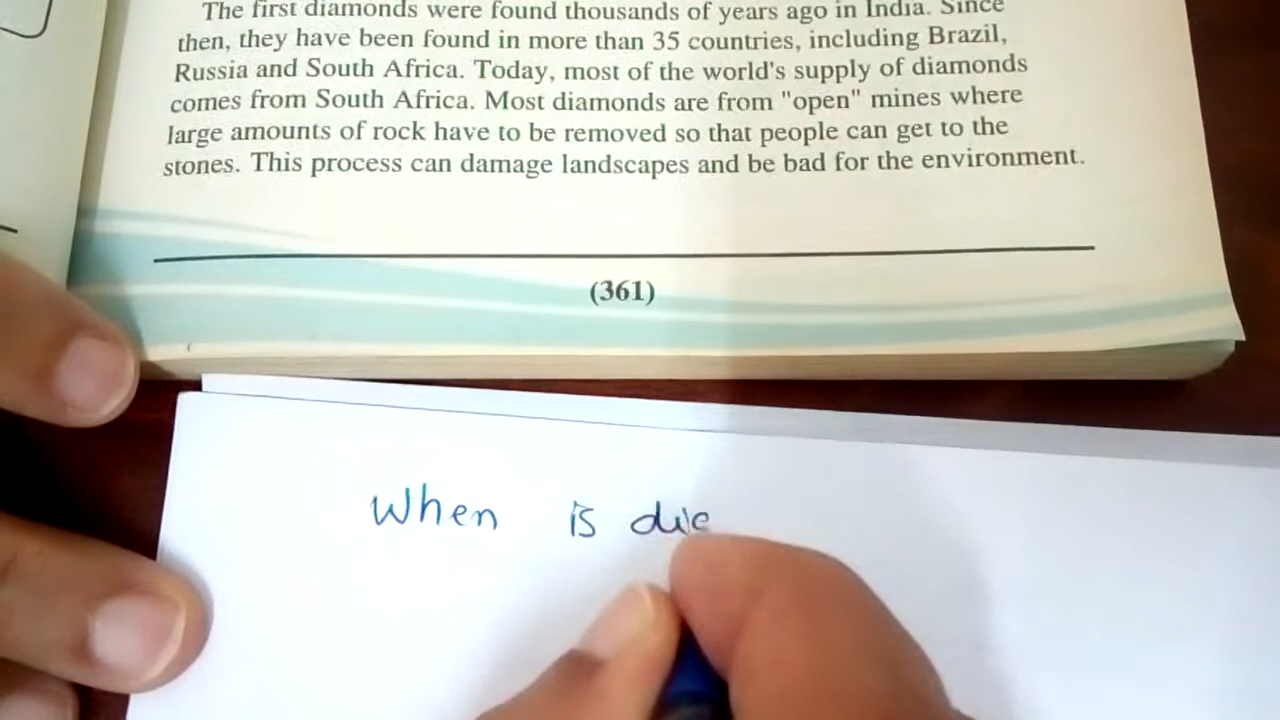 The first diamonds were found thousands of years ago in India. Since
then, they have been found in more than 35 countries, including Brazil,
Russia and South Africa. Today, most of the world's supply of diamonds
comes from South Africa. Most diamonds are from "open" mines where
large amounts of rock have to be removed so that people can get to the
stones. This process can damage landscapes and be bad for the environment.
(361)
When is